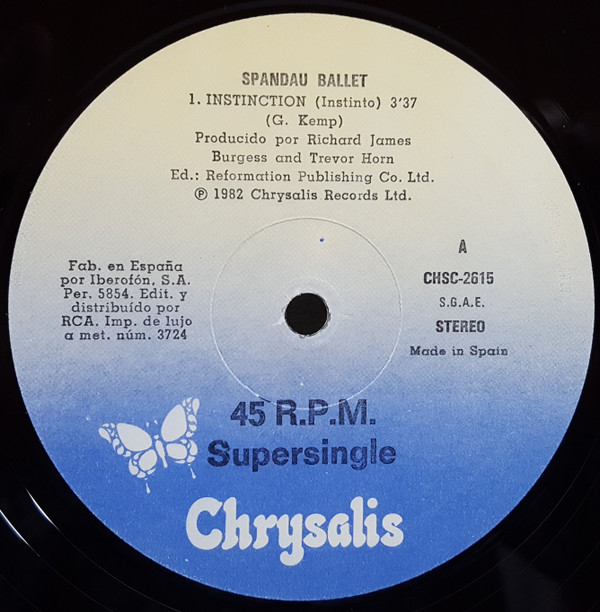 SPANDAU BALLET
1. INSTINCTION (Instinto) 3'37
(G. Kemp)
Producido por Richard James
Burgess and Trevor Horn
Ed.: Reformation Publishing Co. Ltd.
℗ 1982 Chrysalis Records Ltd.
Fab. en España
por Iberofón, S.A.
Per. 5854. Edit. y
distribuído por
RCA. Imp. de lujo
a met. núm. 3724
A
CHSC-2615
S.G.A.E.
STEREO
Made in Spain
45 R.P.M.
Supersingle
Chrysalis